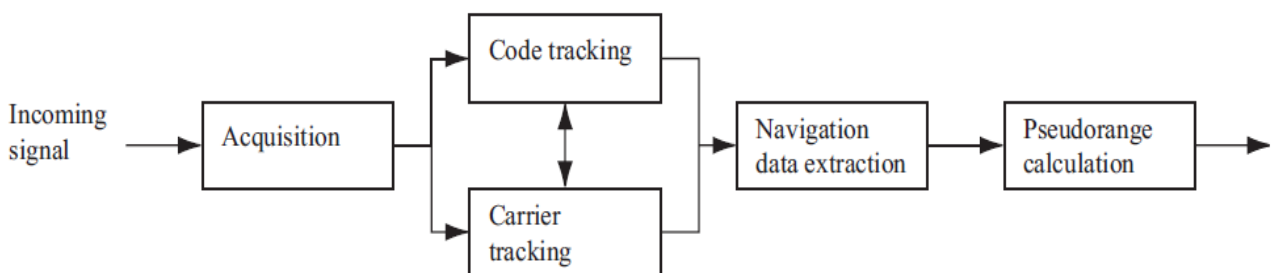 Incoming
signal
Acquisition
Code tracking
Carrier
tracking
Navigation
data extraction
Pseudorange
calculation